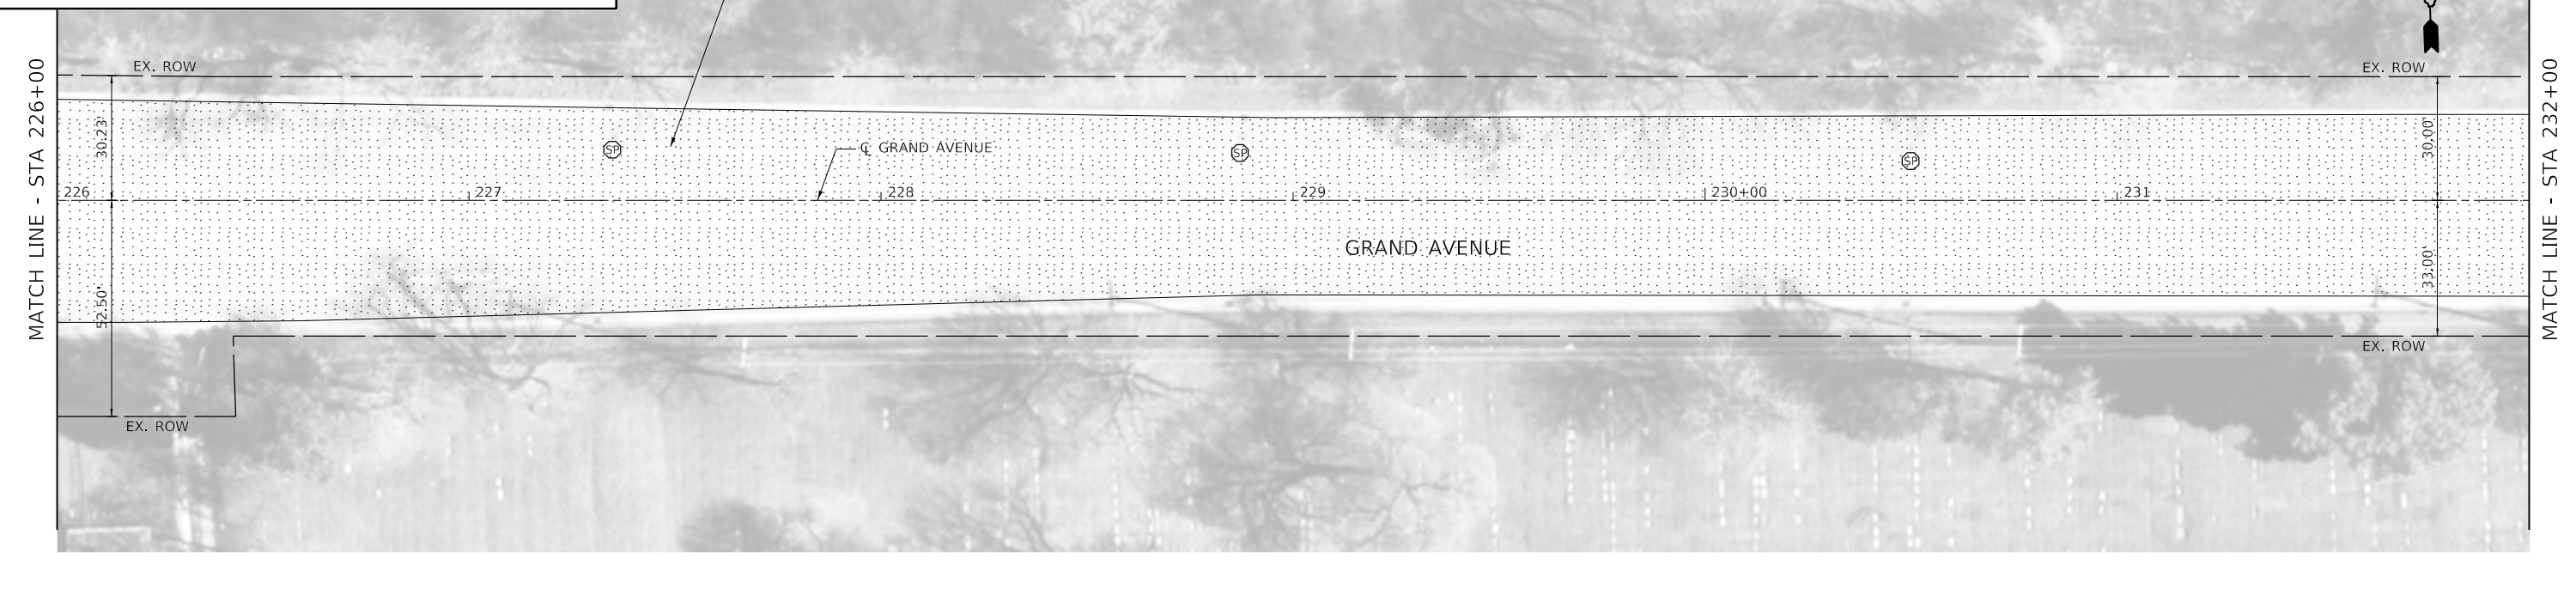 MATCH LINE - STA 226+00
EX. ROW
EX. ROW
30.23'
30.00'
SP
SP
SP
℄ GRAND AVENUE
226
227
228
229
230+00
231
GRAND AVENUE
52.50'
33.00'
EX. ROW
EX. ROW
MATCH LINE - STA 232+00